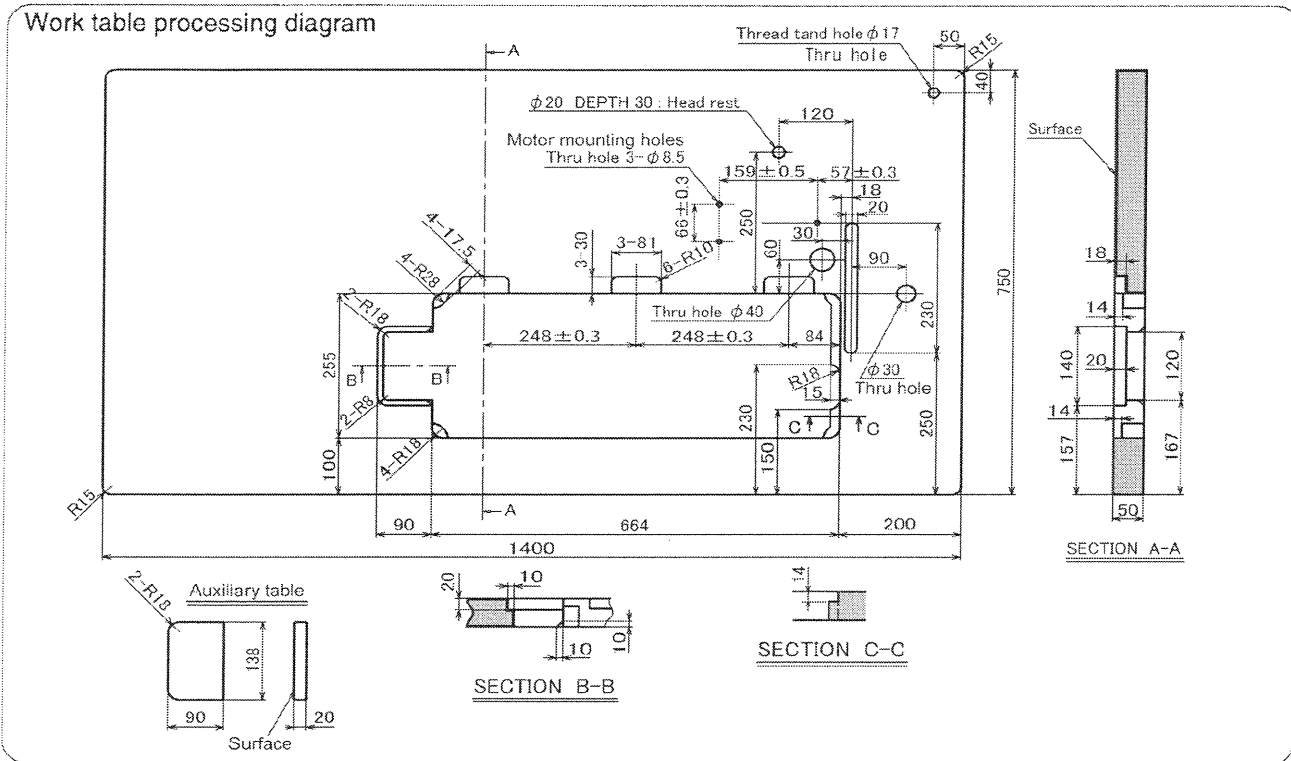 Work table processing diagram
A
Thread tand hole ϕ17
Thru hole
50
R15
40
ϕ20 DEPTH 30 : Head rest
120
Surface
Motor mounting holes
Thru hole 3-ϕ8.5
159±0.5
57±0.3
18
20
66±0.3
250
30
4-17.5
3-30
3-81
6-R10
60
90
18
750
4-R28
2-R18
Thru hole ϕ40
230
14
248±0.3
248±0.3
84
255
B
B
R18
ϕ30
Thru hole
140
20
120
15
2-R8
C
C
14
4-R18
100
230
150
250
157
167
R15
A
90
664
200
50
1400
SECTION A-A
2-R18
Auxiliary table
20
10
14
138
10
10
SECTION C-C
SECTION B-B
90
20
Surface